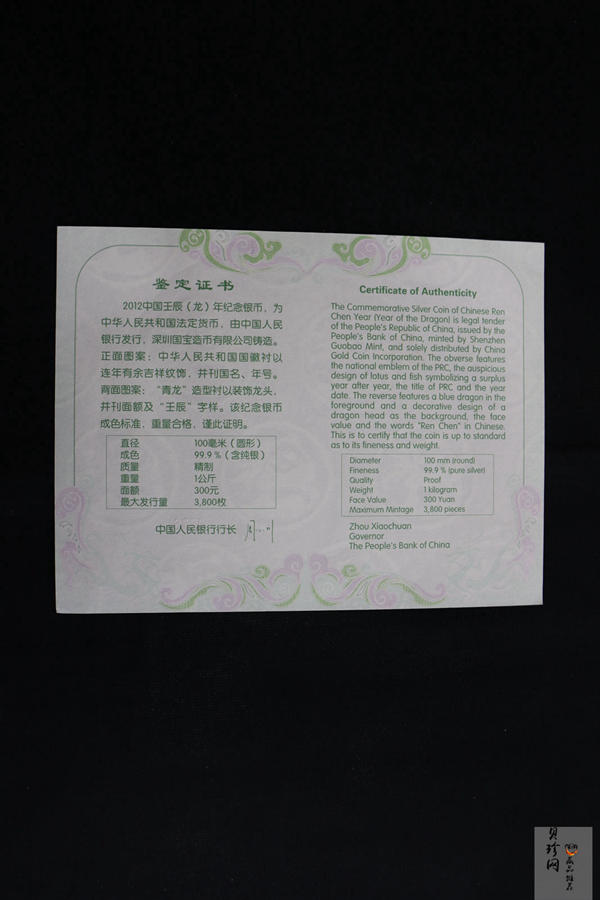 鉴定证书
2012中国壬辰（龙）年纪念银币，为
中华人民共和国法定货币，由中国人民
银行发行，深圳国宝造币有限公司铸造。
正面图案：中华人民共和国国徽衬以
连年有余吉祥纹饰，并刊国名、年号。
背面图案：“青龙”造型衬以装饰龙头，
并刊面额及“壬辰”字样。该纪念银币
成色标准，重量合格，谨此证明。
直径 100毫米（圆形）
成色 99.9％（含纯银）
质量 精制
重量 1公斤
面额 300元
最大发行量 3,800枚
中国人民银行行长
Certificate of Authenticity
The Commemorative Silver Coin of Chinese Ren
Chen Year (Year of the Dragon) is legal tender
of the People's Republic of China, issued by the
People's Bank of China, minted by Shenzhen
Guobao Mint, and solely distributed by China
Gold Coin Incorporation. The obverse features
the national emblem of the PRC, the auspicious
design of lotus and fish symbolizing a surplus
year after year, the title of PRC and the year
date. The reverse features a blue dragon in the
foreground and a decorative design of a
dragon head as the background, the face
value and the words "Ren Chen" in Chinese.
This is to certify that the coin is up to standard
as to its fineness and weight.
Diameter 100 mm (round)
Fineness 99.9 % (pure silver)
Quality Proof
Weight 1 kilogram
Face Value 300 Yuan
Maximum Mintage 3,800 pieces
Zhou Xiaochuan
Governor
The People's Bank of China
贝珍网